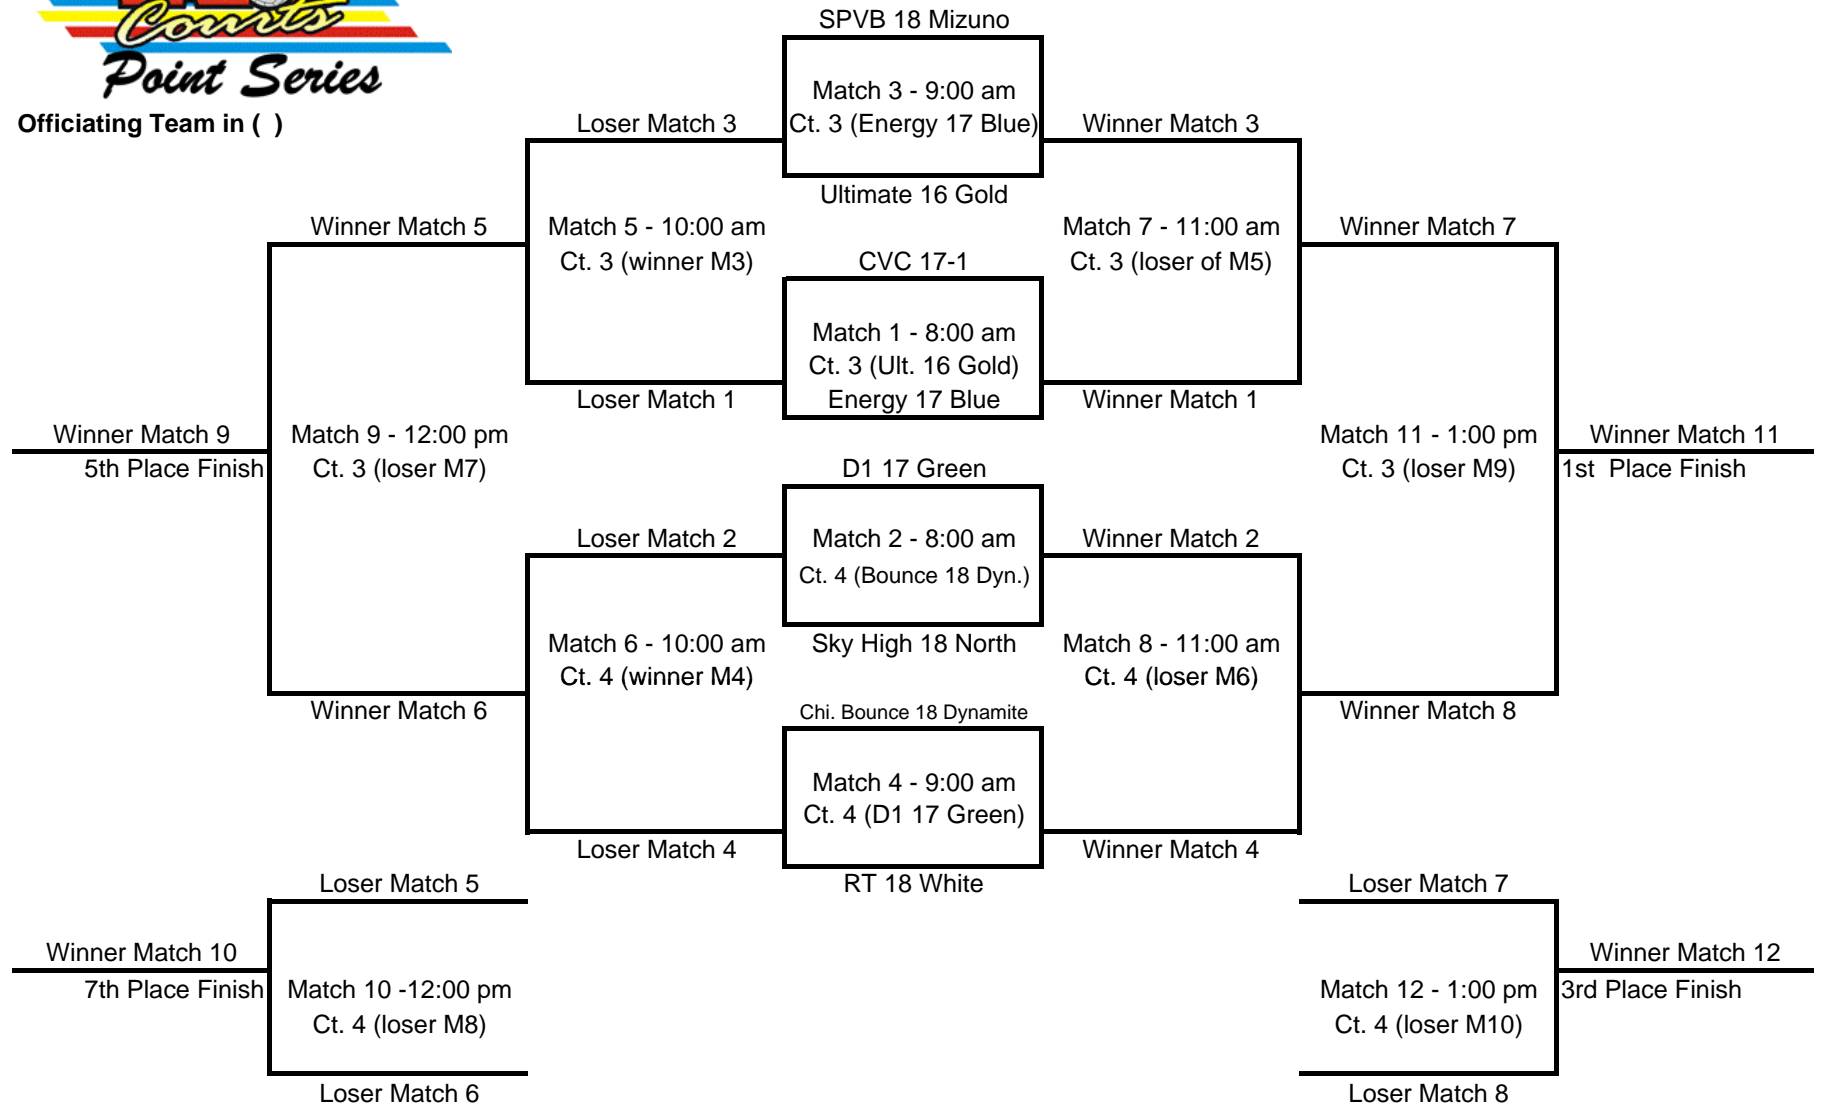 Courts
Point Series
Officiating Team in (  )
SPVB 18 Mizuno
Match 3 - 9:00 am
Ct. 3 (Energy 17 Blue)
Loser Match 3
Winner Match 3
Ultimate 16 Gold
Winner Match 5
Match 5 - 10:00 am
Ct. 3 (winner M3)
Match 7 - 11:00 am
Ct. 3 (loser of M5)
Winner Match 7
CVC 17-1
Match 1 - 8:00 am
Ct. 3 (Ult. 16 Gold)
Energy 17 Blue
Loser Match 1
Winner Match 1
Winner Match 9
5th Place Finish
Match 9 - 12:00 pm
Ct. 3 (loser M7)
Match 11 - 1:00 pm
Ct. 3 (loser M9)
Winner Match 11
1st  Place Finish
D1 17 Green
Loser Match 2
Match 2 - 8:00 am
Ct. 4 (Bounce 18 Dyn.)
Winner Match 2
Sky High 18 North
Match 6 - 10:00 am
Ct. 4 (winner M4)
Match 8 - 11:00 am
Ct. 4 (loser M6)
Winner Match 6
Winner Match 8
Chi. Bounce 18 Dynamite
Match 4 - 9:00 am
Ct. 4 (D1 17 Green)
Loser Match 4
Winner Match 4
RT 18 White
Loser Match 5
Loser Match 7
Winner Match 10
7th Place Finish
Match 10 -12:00 pm
Ct. 4 (loser M8)
Match 12 - 1:00 pm
Ct. 4 (loser M10)
Winner Match 12
3rd Place Finish
Loser Match 6
Loser Match 8